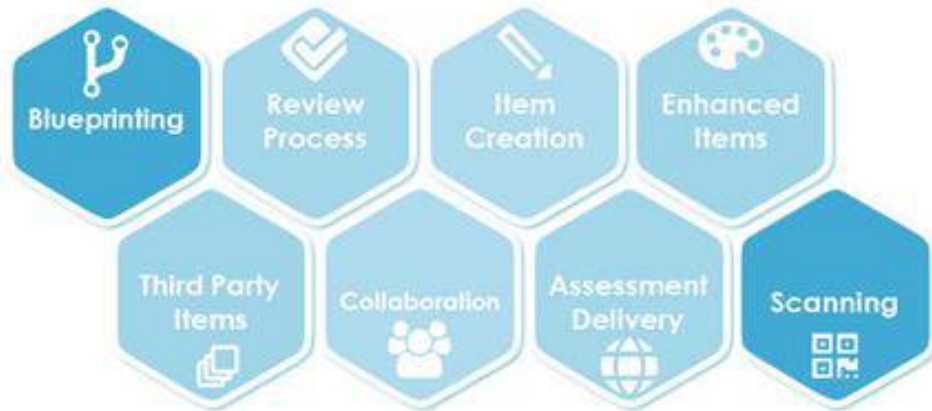 Blueprinting
Review
Process
Item
Creation
Enhanced
Items
Third Party
Items
Collaboration
Assessment
Delivery
Scanning